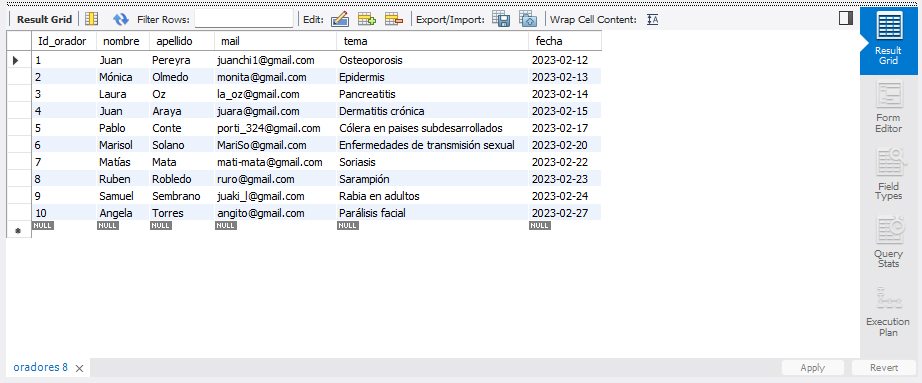 Result Grid Filter Rows: Edit: Export/Import: Wrap Cell Content:
Id_orador nombre apellido mail tema fecha
1 Juan Pereyra juanchi1@gmail.com Osteoporosis 2023-02-12
2 Mónica Olmedo monita@gmail.com Epidermis 2023-02-13
3 Laura Oz la_oz@gmail.com Pancreatitis 2023-02-14
4 Juan Araya juara@gmail.com Dermatitis crónica 2023-02-15
5 Pablo Conte porti_324@gmail.com Cólera en paises subdesarrollados 2023-02-17
6 Marisol Solano MariSo@gmail.com Enfermedades de transmisión sexual 2023-02-20
7 Matías Mata mati-mata@gmail.com Soriasis 2023-02-22
8 Ruben Robledo ruro@gmail.com Sarampión 2023-02-23
9 Samuel Sembrano juaki_l@gmail.com Rabia en adultos 2023-02-24
10 Angela Torres angito@gmail.com Parálisis facial 2023-02-27
NULL NULL NULL NULL NULL NULL
Result
Grid
Form
Editor
Field
Types
Query
Stats
Execution
Plan
oradores 8
Apply Revert